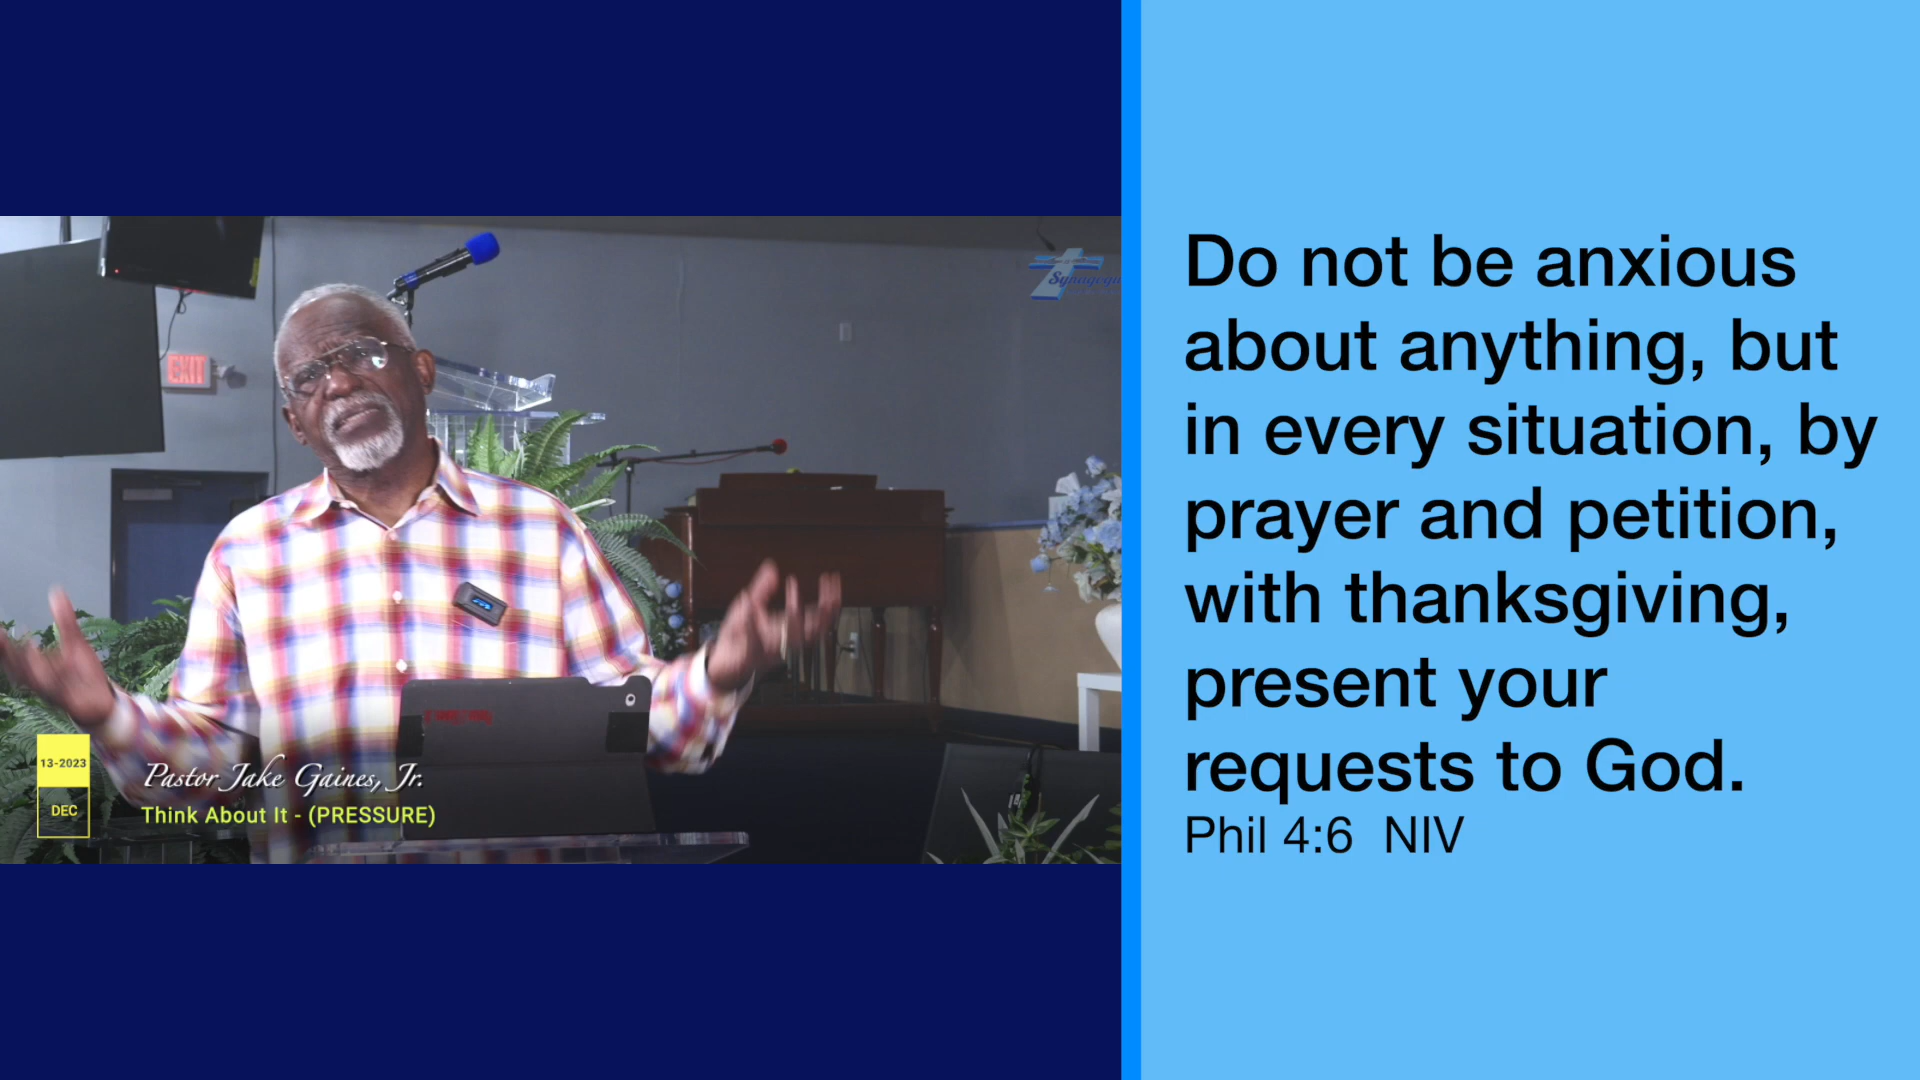 EXIT
Synagogu
13-2023
DEC
Pastor Jake Gaines, Jr.
Think About It - (PRESSURE)
Do not be anxious
about anything, but
in every situation, by
prayer and petition,
with thanksgiving,
present your
requests to God.
Phil 4:6 NIV